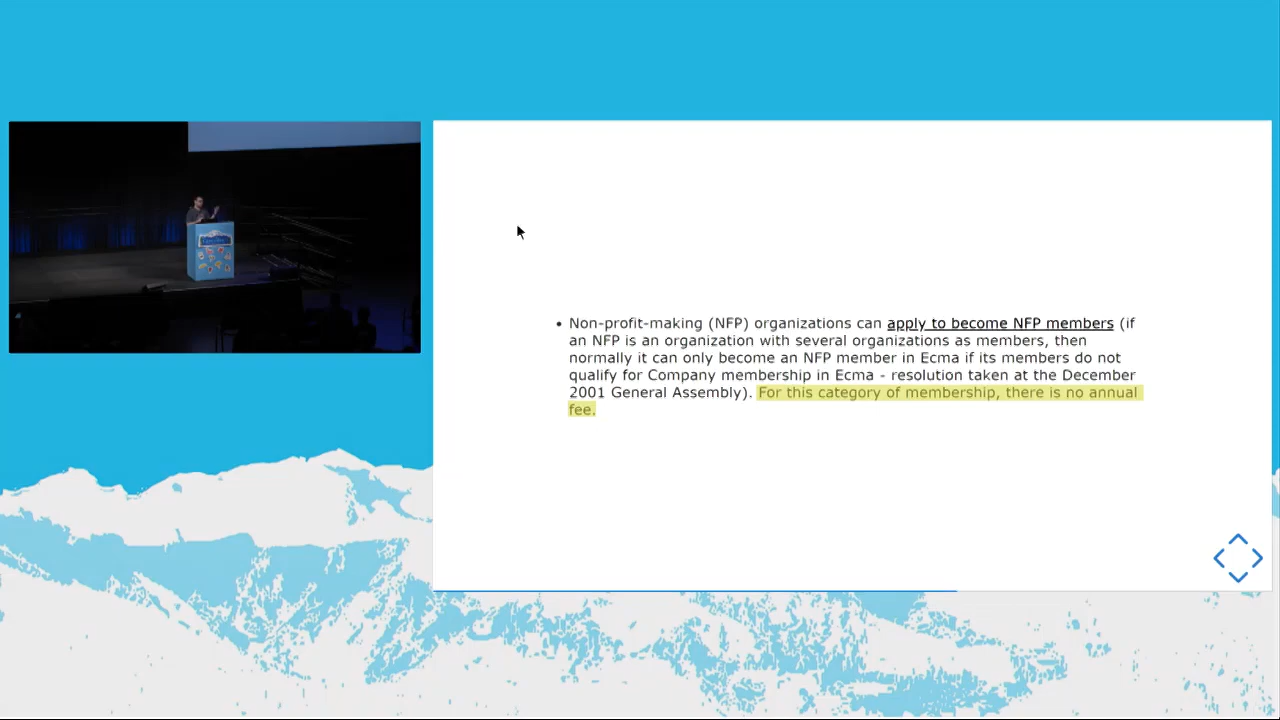 • Non-profit-making (NFP) organizations can apply to become NFP members (if
an NFP is an organization with several organizations as members, then
normally it can only become an NFP member in Ecma if its members do not
qualify for Company membership in Ecma - resolution taken at the December
2001 General Assembly). For this category of membership, there is no annual
fee.